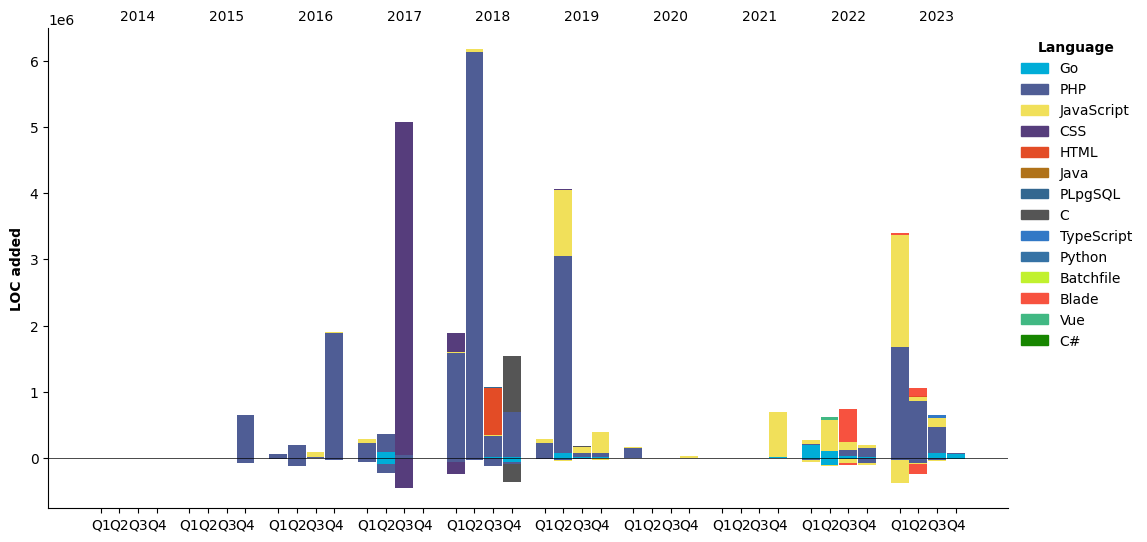 1e6 2014 2015 2016 2017 2018 2019 2020 2021 2022 2023
LOC added
6
5
4
3
2
1
0
Q1Q2Q3Q4 Q1Q2Q3Q4 Q1Q2Q3Q4 Q1Q2Q3Q4 Q1Q2Q3Q4 Q1Q2Q3Q4 Q1Q2Q3Q4 Q1Q2Q3Q4 Q1Q2Q3Q4 Q1Q2Q3Q4
Language
Go
PHP
JavaScript
CSS
HTML
Java
PLpgSQL
C
TypeScript
Python
Batchfile
Blade
Vue
C#